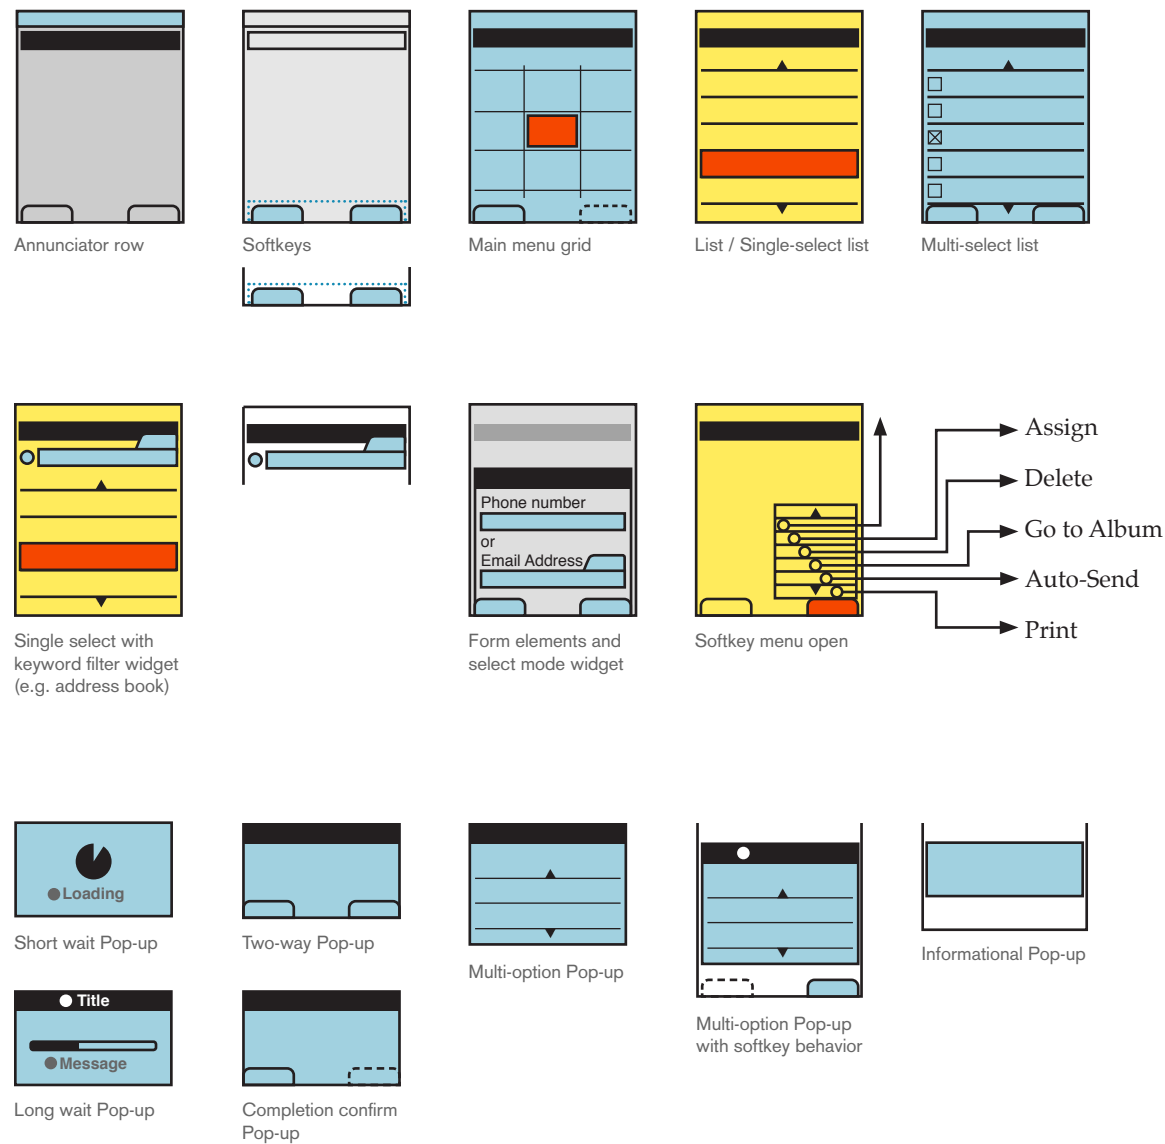 Annunciator row
Softkeys
Main menu grid
List / Single-select list
Multi-select list
Single select with
keyword filter widget
(e.g. address book)
Phone number
or
Email Address
Form elements and
select mode widget
Softkey menu open
Assign
Delete
Go to Album
Auto-Send
Print
Loading
Short wait Pop-up
Two-way Pop-up
Multi-option Pop-up
Multi-option Pop-up
with softkey behavior
Informational Pop-up
Title
Message
Long wait Pop-up
Completion confirm
Pop-up